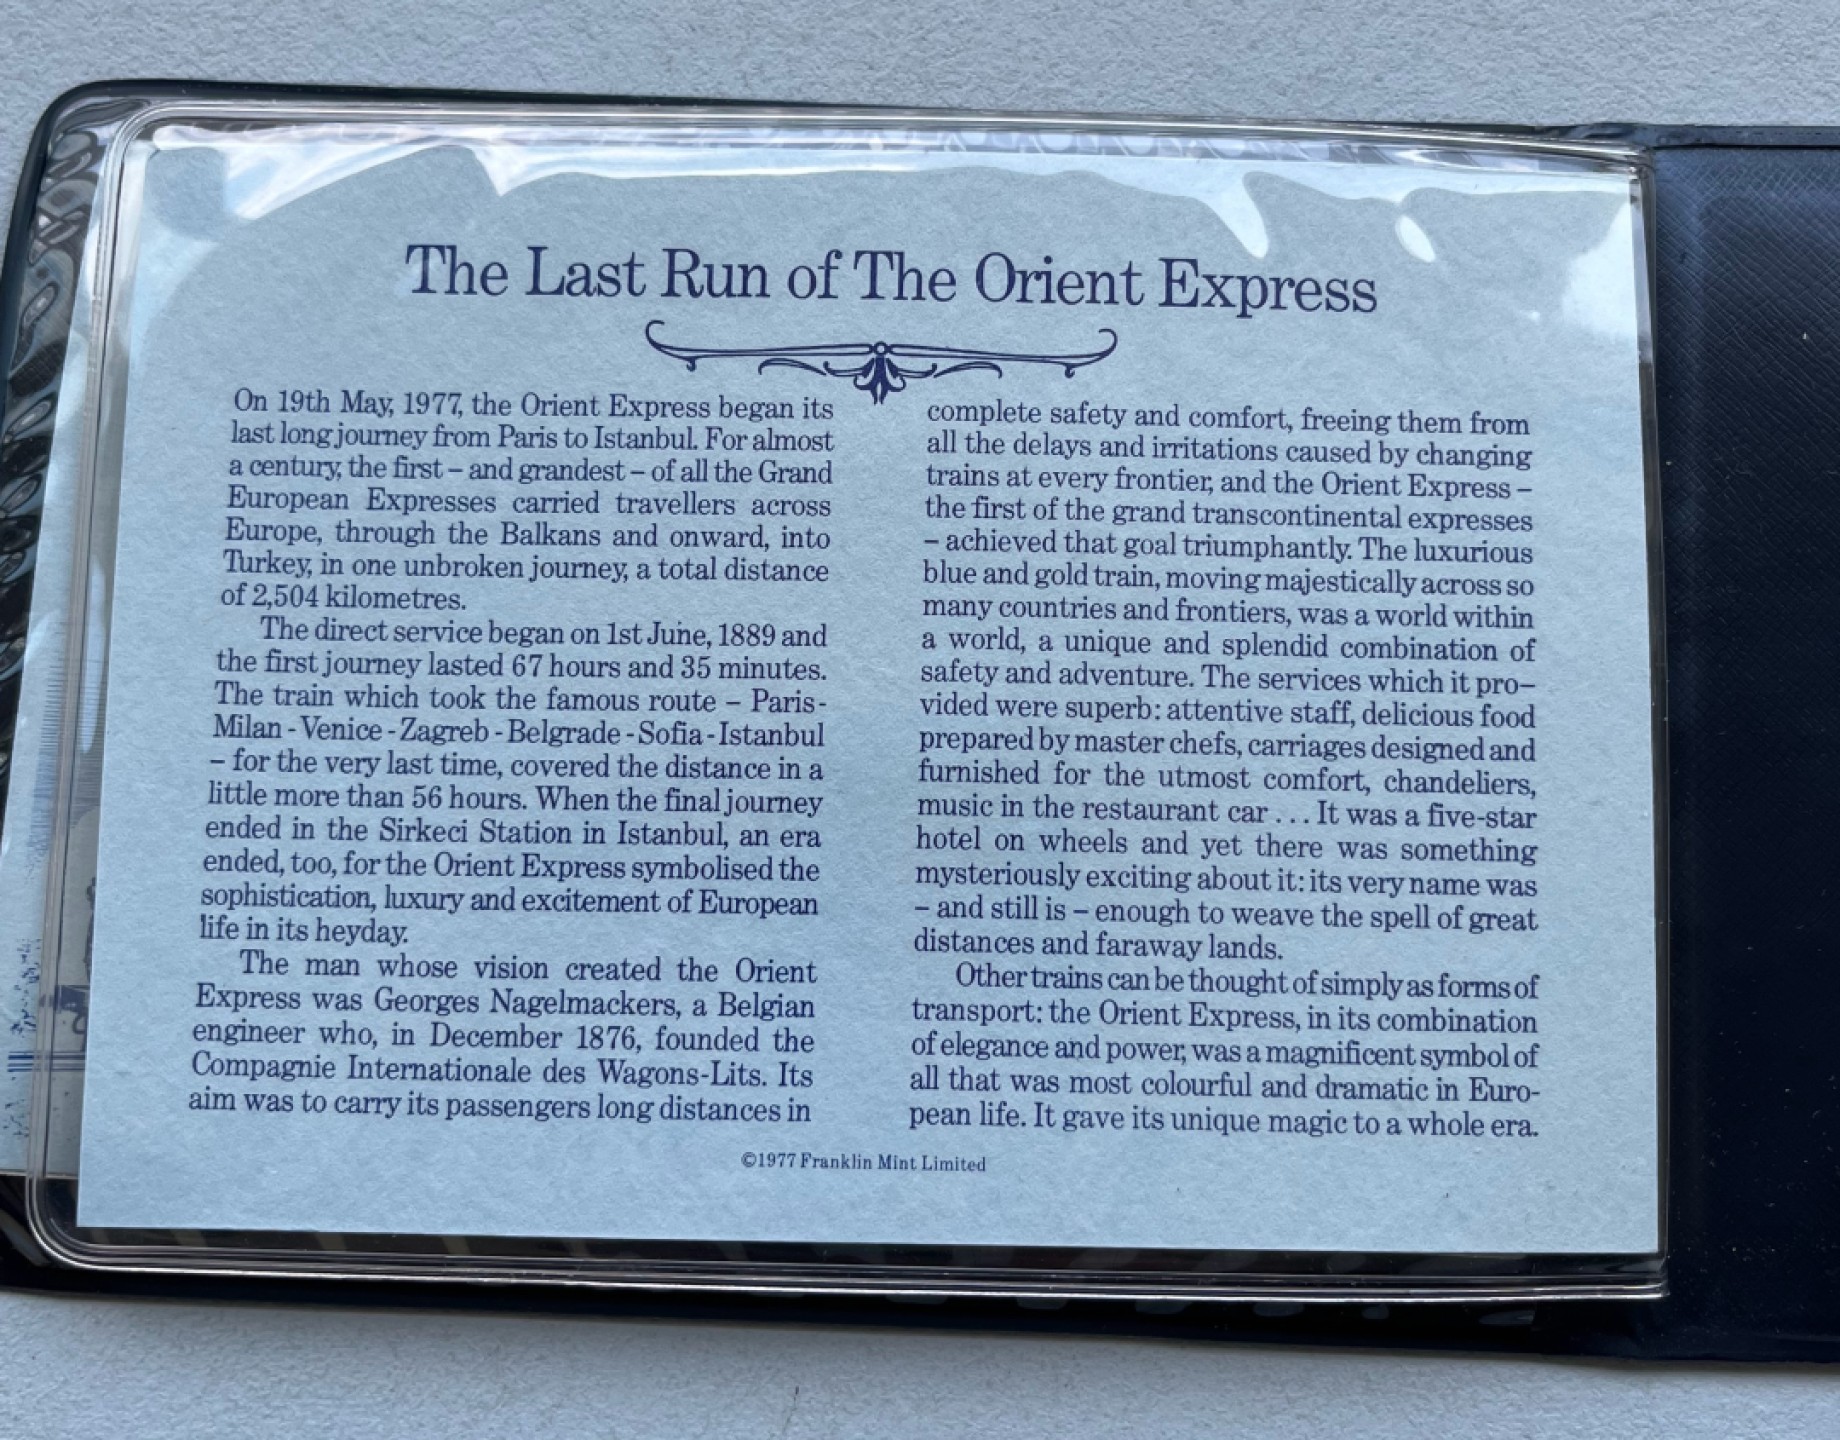 The Last Run of The Orient Express
On 19th May, 1977, the Orient Express began its
last long journey from Paris to Istanbul. For almost
a century, the first – and grandest – of all the Grand
European Expresses carried travellers across
Europe, through the Balkans and onward, into
Turkey, in one unbroken journey, a total distance
of 2,504 kilometres.
The direct service began on 1st June, 1889 and
the first journey lasted 67 hours and 35 minutes.
The train which took the famous route – Paris-
Milan - Venice - Zagreb - Belgrade - Sofia - Istanbul
– for the very last time, covered the distance in a
little more than 56 hours. When the final journey
ended in the Sirkeci Station in Istanbul, an era
ended, too, for the Orient Express symbolised the
sophistication, luxury and excitement of European
life in its heyday.
The man whose vision created the Orient
Express was Georges Nagelmackers, a Belgian
engineer who, in December 1876, founded the
Compagnie Internationale des Wagons-Lits. Its
aim was to carry its passengers long distances in
complete safety and comfort, freeing them from
all the delays and irritations caused by changing
trains at every frontier, and the Orient Express –
the first of the grand transcontinental expresses
– achieved that goal triumphantly. The luxurious
blue and gold train, moving majestically across so
many countries and frontiers, was a world within
a world, a unique and splendid combination of
safety and adventure. The services which it pro–
vided were superb: attentive staff, delicious food
prepared by master chefs, carriages designed and
furnished for the utmost comfort, chandeliers,
music in the restaurant car . . . It was a five-star
hotel on wheels and yet there was something
mysteriously exciting about it: its very name was
– and still is – enough to weave the spell of great
distances and faraway lands.
Other trains can be thought of simply as forms of
transport: the Orient Express, in its combination
of elegance and power, was a magnificent symbol of
all that was most colourful and dramatic in Euro-
pean life. It gave its unique magic to a whole era.
©1977 Franklin Mint Limited